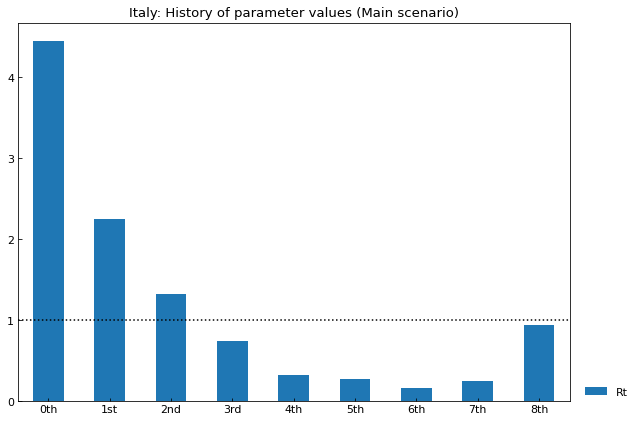 Italy: History of parameter values (Main scenario)
4
3
2
1
0
0th 1st 2nd 3rd 4th 5th 6th 7th 8th
Rt